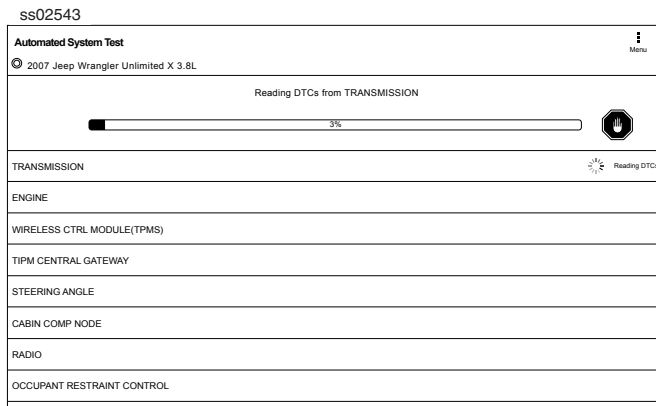 ss02543
Automated System Test
Menu
2007 Jeep Wrangler Unlimited X 3.8L
Reading DTCs from TRANSMISSION
3%
TRANSMISSION
Reading DTCs
ENGINE
WIRELESS CTRL MODULE(TPMS)
TIPM CENTRAL GATEWAY
STEERING ANGLE
CABIN COMP NODE
RADIO
OCCUPANT RESTRAINT CONTROL